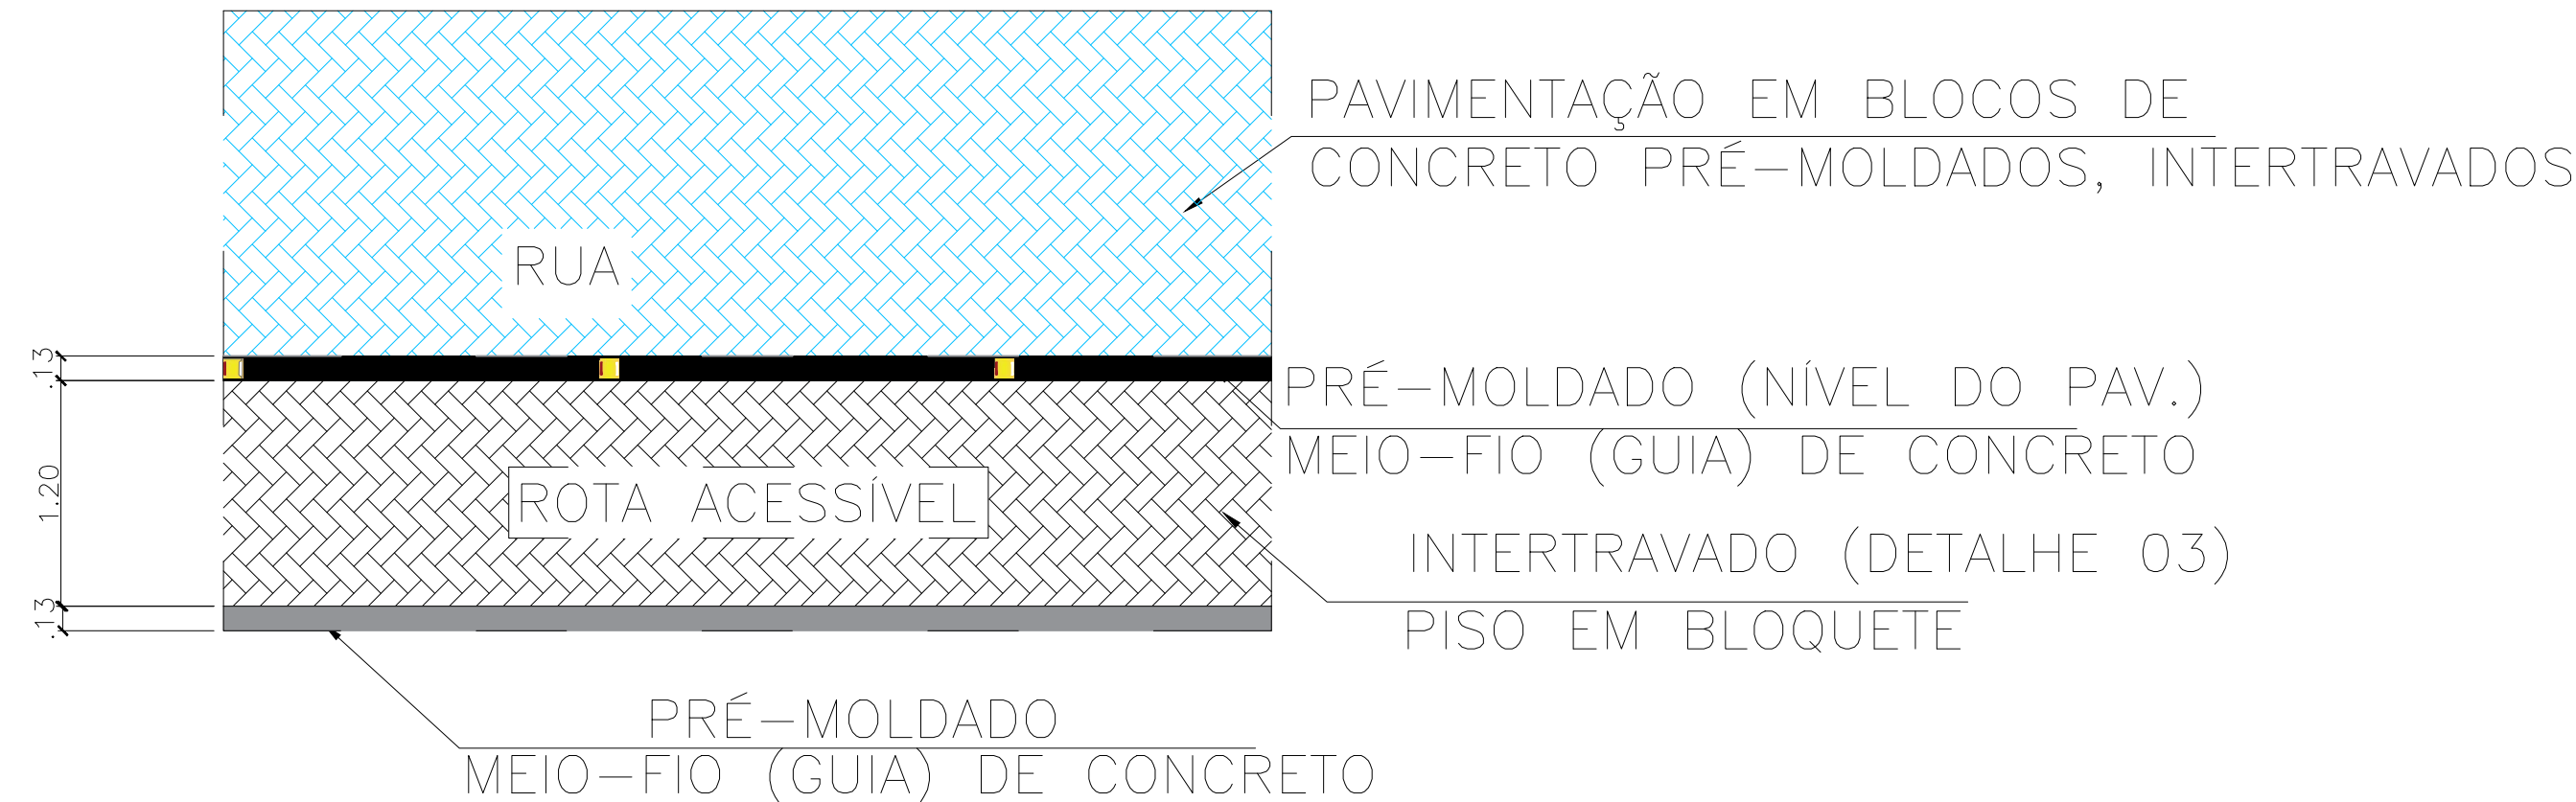 PAVIMENTAÇÃO EM BLOCOS DE
CONCRETO PRÉ-MOLDADOS, INTERTRAVADOS
RUA
.13
PRÉ-MOLDADO (NÍVEL DO PAV.)
MEIO-FIO (GUIA) DE CONCRETO
1.20
ROTA ACESSÍVEL
INTERTRAVADO (DETALHE 03)
PISO EM BLOQUETE
.13
PRÉ-MOLDADO
MEIO-FIO (GUIA) DE CONCRETO